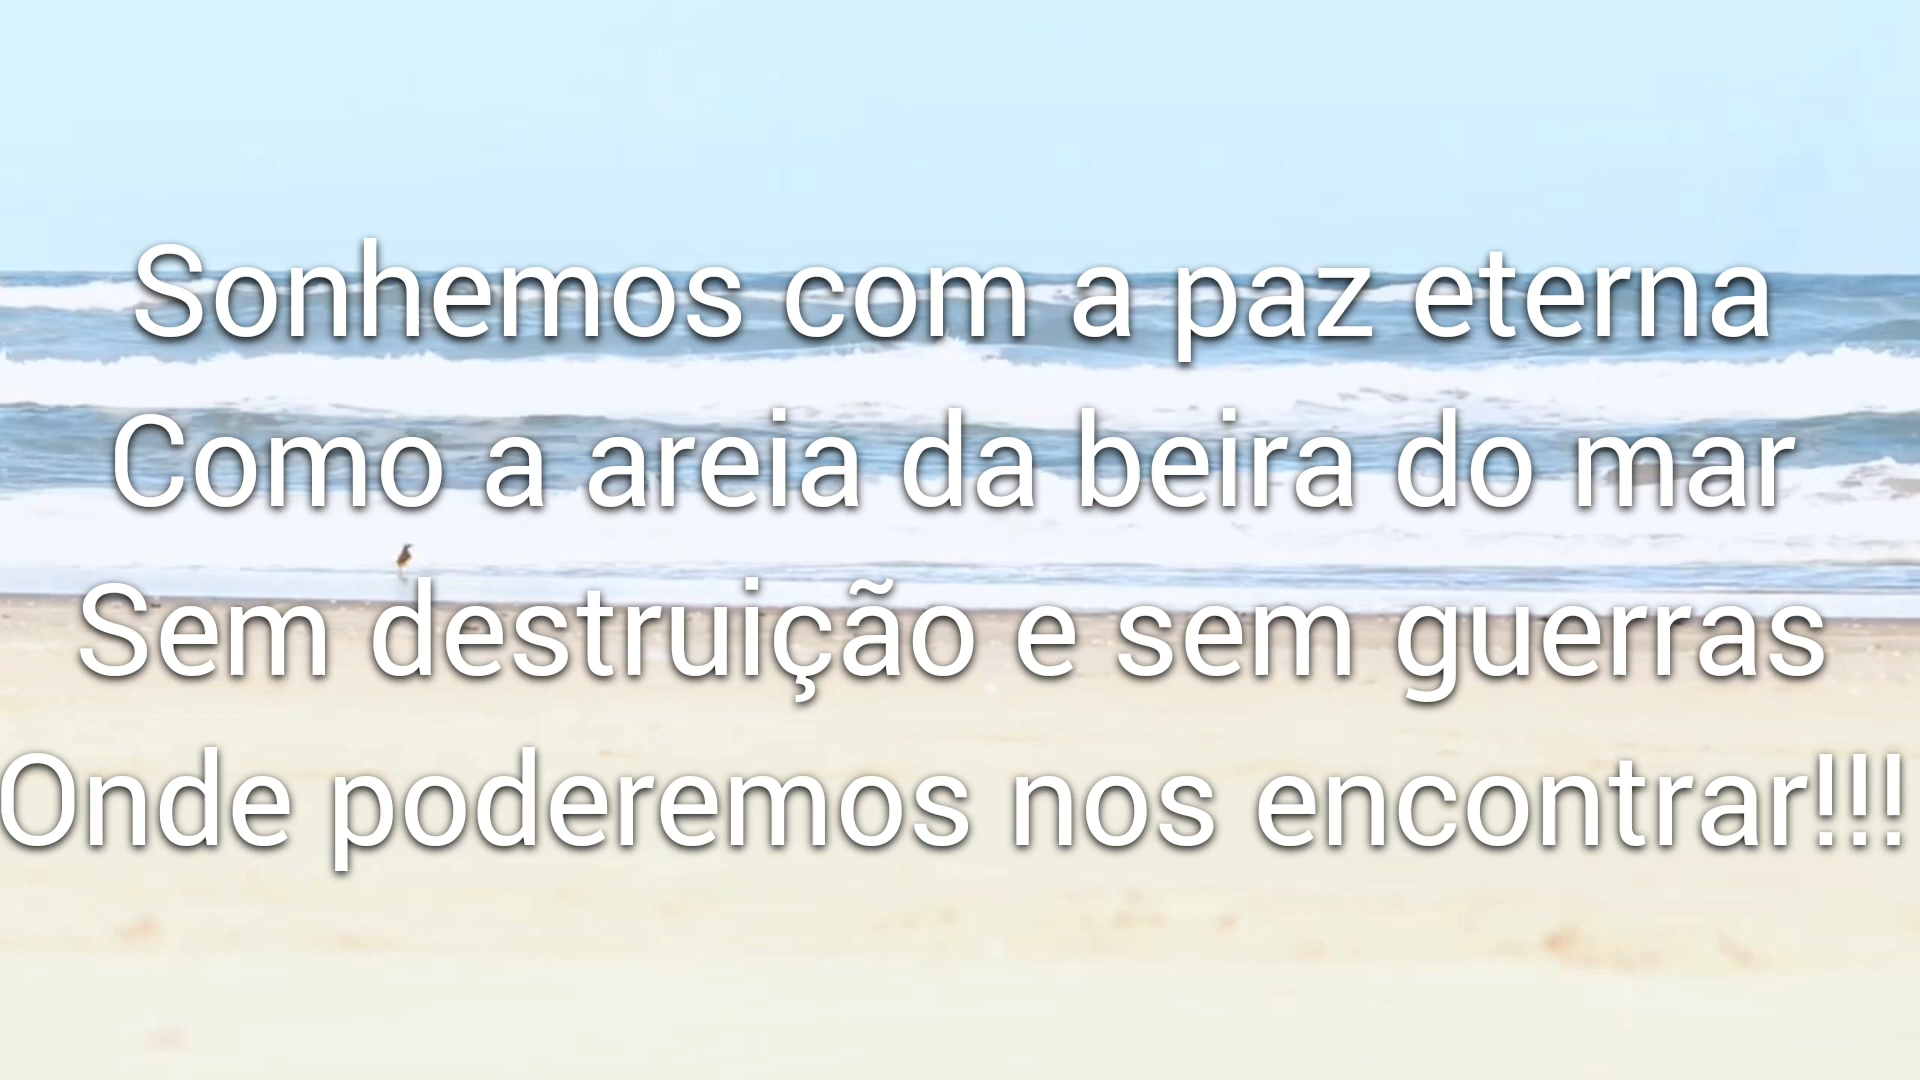 Sonhemos com a paz eterna
Como a areia da beira do mar
Sem destruição e sem guerras
Onde poderemos nos encontrar!!!